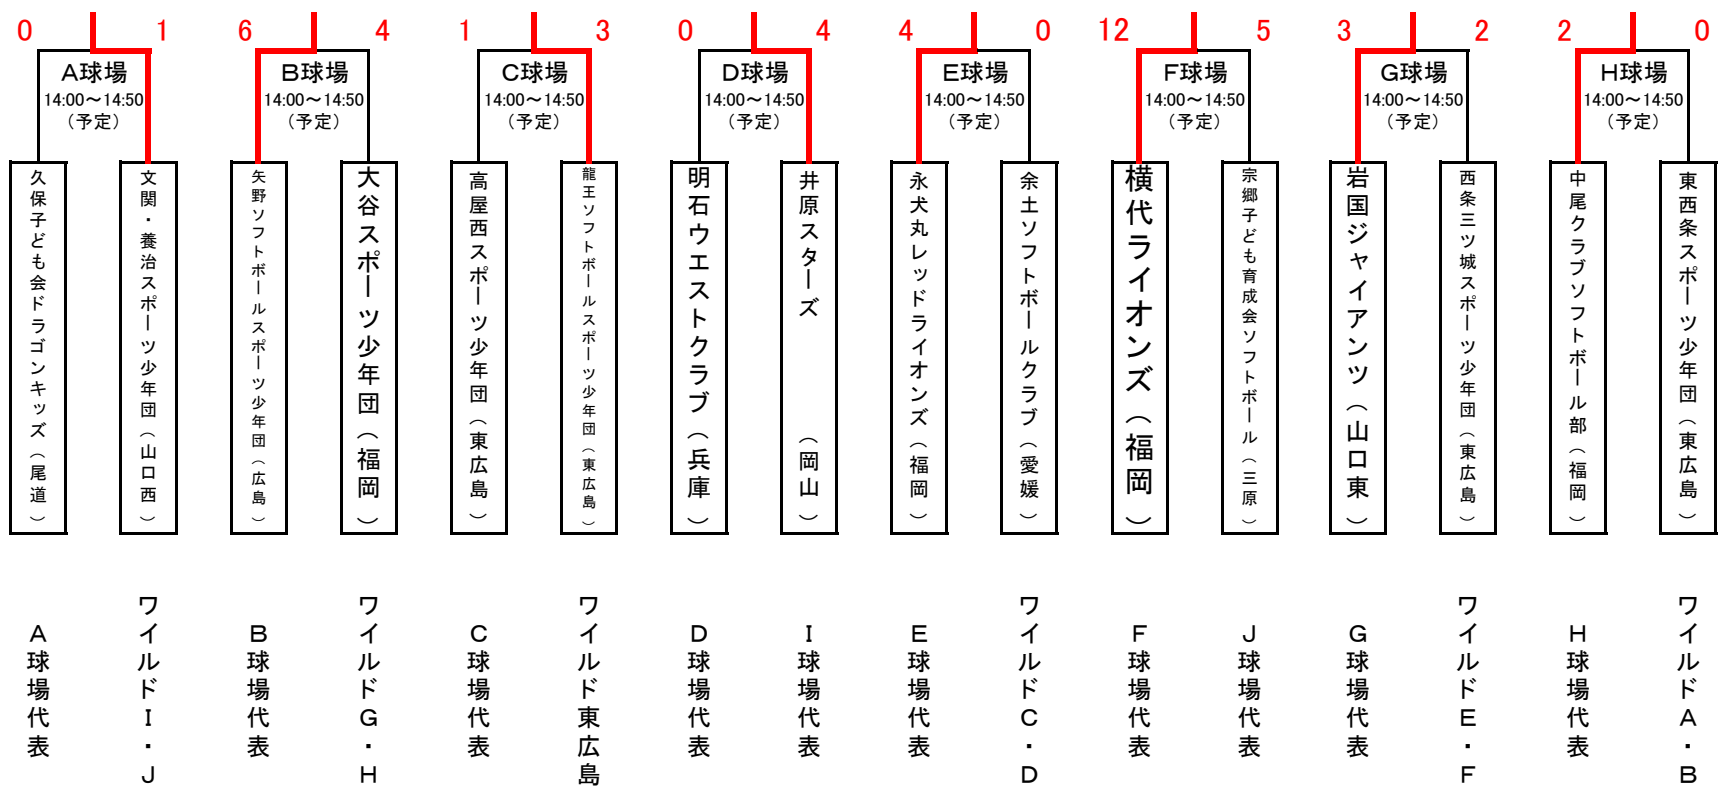 0 1 6 4 1 3 0 4 4 0 12 5 3 2 2 0
A球場 B球場 C球場 D球場 E球場 F球場 G球場 H球場
14:00～14:50 14:00～14:50 14:00～14:50 14:00～14:50 14:00～14:50 14:00～14:50 14:00～14:50 14:00～14:50
（予定） （予定） （予定） （予定） （予定） （予定） （予定） （予定）
久保子ども会ドラゴンキッズ（尾道）
文関・養治スポーツ少年団（山口西）
矢野ソフトボールスポーツ少年団（広島）
大谷スポーツ少年団（福岡）
高屋西スポーツ少年団（東広島）
龍王ソフトボールスポーツ少年団（東広島）
明石ウエストクラブ（兵庫）
井原スターズ（岡山）
永犬丸レッドライオンズ（福岡）
余土ソフトボールクラブ（愛媛）
横代ライオンズ（福岡）
宗郷子ども育成会ソフトボール（三原）
岩国ジャイアンツ（山口東）
西条三ツ城スポーツ少年団（東広島）
中尾クラブソフトボール部（福岡）
東西条スポーツ少年団（東広島）
A球場代表
ワイルドI・J
B球場代表
ワイルドG・H
C球場代表
ワイルド東広島
D球場代表
I球場代表
E球場代表
ワイルドC・D
F球場代表
J球場代表
G球場代表
ワイルドE・F
H球場代表
ワイルドA・B